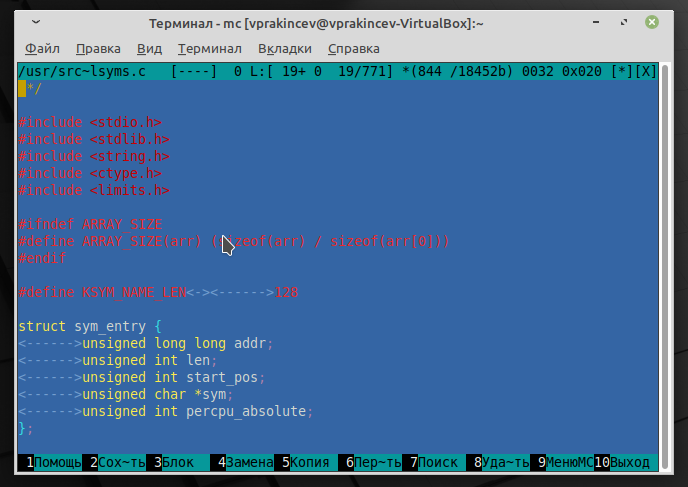 Терминал - mc [vprakincev@vprakincev-VirtualBox]:~
Файл Правка Вид Терминал Вкладки Справка
/usr/src~lsyms.c [----] 0 L:[ 19+ 0 19/771] *(844 /18452b) 0032 0x020 [*][X]
*/
#include <stdio.h>
#include <stdlib.h>
#include <string.h>
#include <ctype.h>
#include <limits.h>
#ifndef ARRAY_SIZE
#define ARRAY_SIZE(arr) (sizeof(arr) / sizeof(arr[0]))
#endif
#define KSYM_NAME_LEN<-><------>128
struct sym_entry {
<------>unsigned long long addr;
<------>unsigned int len;
<------>unsigned int start_pos;
<------>unsigned char *sym;
<------>unsigned int percpu_absolute;
};
1Помощь 2Сох~ть 3Блок 4Замена 5Копия 6Пер~ть 7Поиск 8Уда~ть 9МенюMC 10Выход